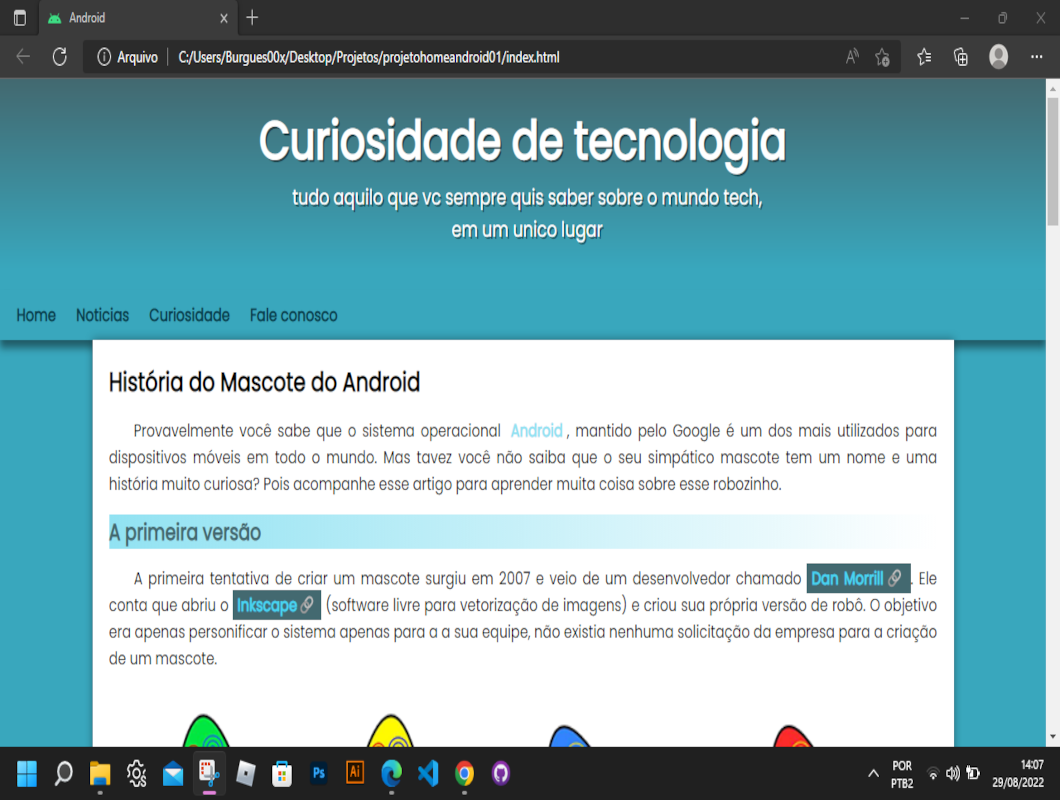 Android
Arquivo C:/Users/Burgues00x/Desktop/Projetos/projetohomeandroid01/index.html
Curiosidade de tecnologia
tudo aquilo que vc sempre quis saber sobre o mundo tech,
em um unico lugar
Home Noticias Curiosidade Fale conosco
História do Mascote do Android
Provavelmente você sabe que o sistema operacional Android , mantido pelo Google é um dos mais utilizados para
dispositivos móveis em todo o mundo. Mas tavez você não saiba que o seu simpático mascote tem um nome e uma
história muito curiosa? Pois acompanhe esse artigo para aprender muita coisa sobre esse robozinho.
A primeira versão
A primeira tentativa de criar um mascote surgiu em 2007 e veio de um desenvolvedor chamado Dan Morrill . Ele
conta que abriu o Inkscape (software livre para vetorização de imagens) e criou sua própria versão de robô. O objetivo
era apenas personificar o sistema apenas para a a sua equipe, não existia nenhuma solicitação da empresa para a criação
de um mascote.
Ps Ai
POR
PTB2
14:07
29/08/2022